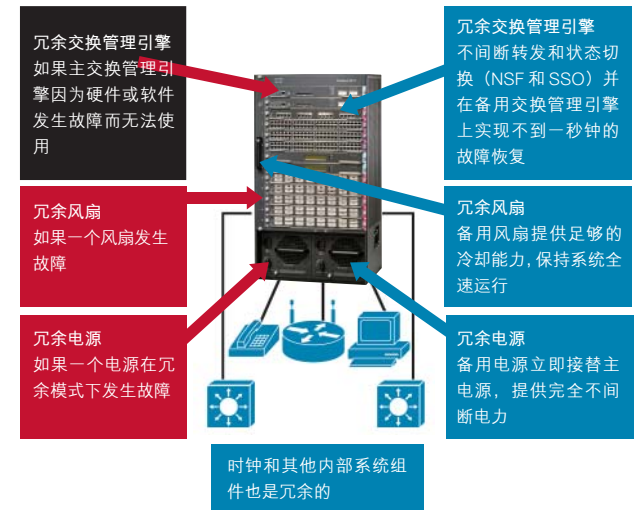 冗余交换管理引擎
如果主交换管理引
擎因为硬件或软件
发生故障而无法使
用
冗余风扇
如果一个风扇发生
故障
冗余电源
如果一个电源在冗
余模式下发生故障
冗余交换管理引擎
不间断转发和状态切
换（NSF 和 SSO）并
在备用交换管理引擎
上实现不到一秒钟的
故障恢复
冗余风扇
备用风扇提供足够的
冷却能力，保持系统全
速运行
冗余电源
备用电源立即接替主
电源，提供完全不间
断电力
时钟和其他内部系统组
件也是冗余的